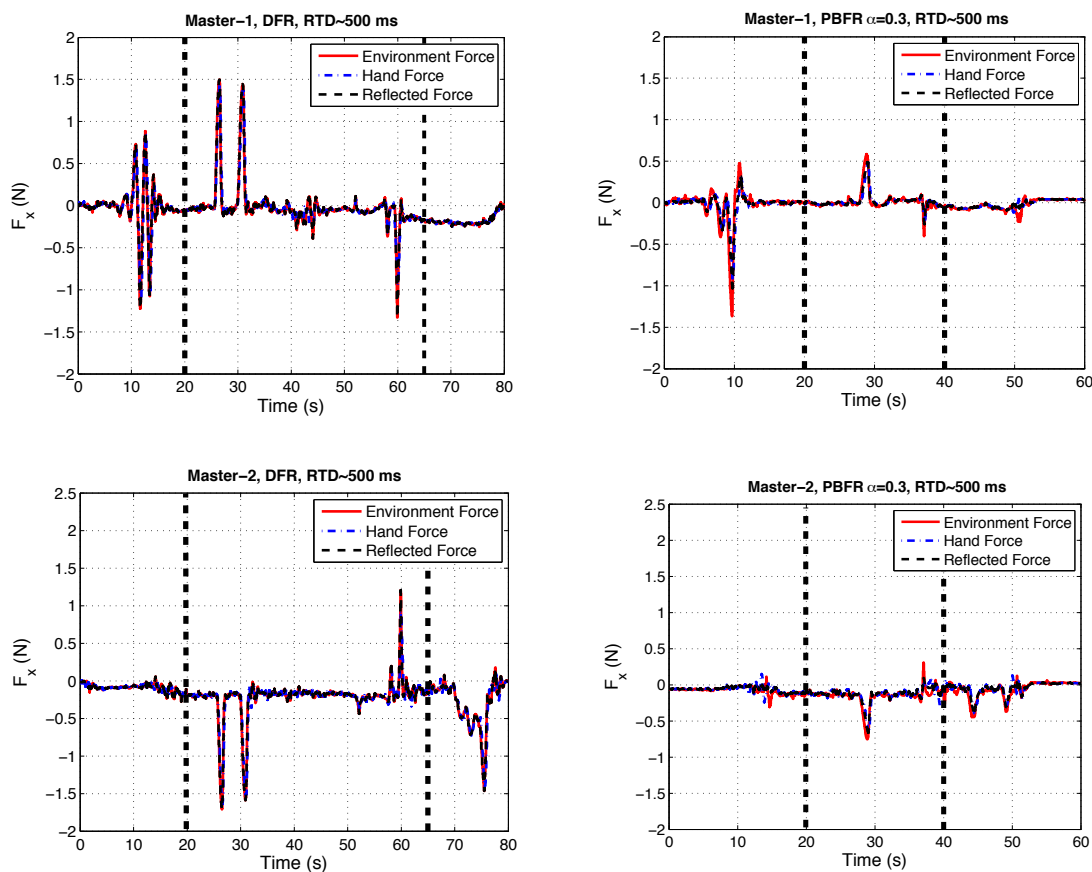 Master−1, DFR, RTD~500 ms
2
1.5
1
0.5
0
−0.5
−1
−1.5
−2
F_x (N)
Environment Force
Hand Force
Reflected Force
0 10 20 30 40 50 60 70 80
Time (s)
Master−1, PBFR α=0.3, RTD~500 ms
2
1.5
1
0.5
0
−0.5
−1
−1.5
−2
F_x (N)
Environment Force
Hand Force
Reflected Force
0 10 20 30 40 50 60
Time (s)
Master−2, DFR, RTD~500 ms
2.5
2
1.5
1
0.5
0
−0.5
−1
−1.5
−2
F_x (N)
Environment Force
Hand Force
Reflected Force
0 10 20 30 40 50 60 70 80
Time (s)
Master−2, PBFR α=0.3, RTD~500 ms
2.5
2
1.5
1
0.5
0
−0.5
−1
−1.5
−2
F_x (N)
Environment Force
Hand Force
Reflected Force
0 10 20 30 40 50 60
Time (s)